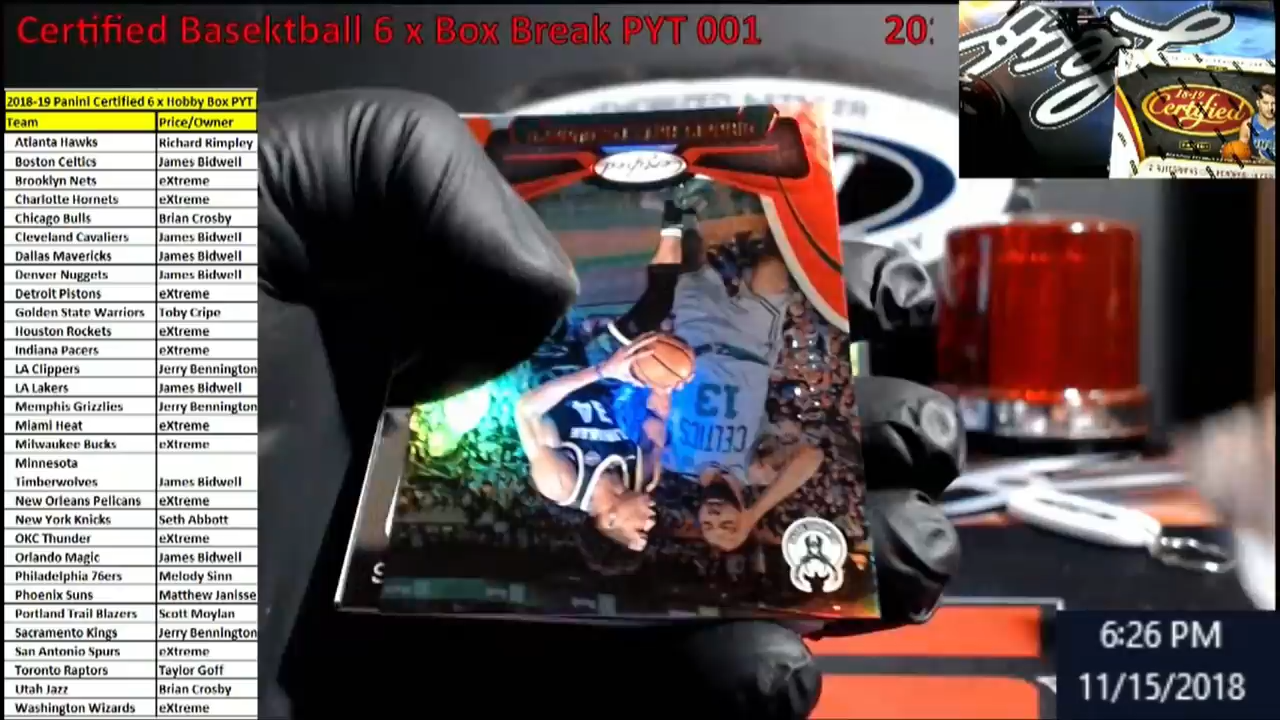 Certified Basektball 6 x Box Break PYT 001
20
2018-19 Panini Certified 6 x Hobby Box PYT
Team Price/Owner
Atlanta Hawks Richard Rimpley
Boston Celtics James Bidwell
Brooklyn Nets eXtreme
Charlotte Hornets eXtreme
Chicago Bulls Brian Crosby
Cleveland Cavaliers James Bidwell
Dallas Mavericks James Bidwell
Denver Nuggets James Bidwell
Detroit Pistons eXtreme
Golden State Warriors Toby Cripe
Houston Rockets eXtreme
Indiana Pacers eXtreme
LA Clippers Jerry Bennington
LA Lakers James Bidwell
Memphis Grizzlies Jerry Bennington
Miami Heat eXtreme
Milwaukee Bucks eXtreme
Minnesota
Timberwolves James Bidwell
New Orleans Pelicans eXtreme
New York Knicks Seth Abbott
OKC Thunder eXtreme
Orlando Magic James Bidwell
Philadelphia 76ers Melody Sinn
Phoenix Suns Matthew Janisse
Portland Trail Blazers Scott Moylan
Sacramento Kings Jerry Bennington
San Antonio Spurs eXtreme
Toronto Raptors Taylor Goff
Utah Jazz Brian Crosby
Washington Wizards eXtreme
18-19
Certified
PANINI
Certified
CELTICS
13
34
6:26 PM
11/15/2018